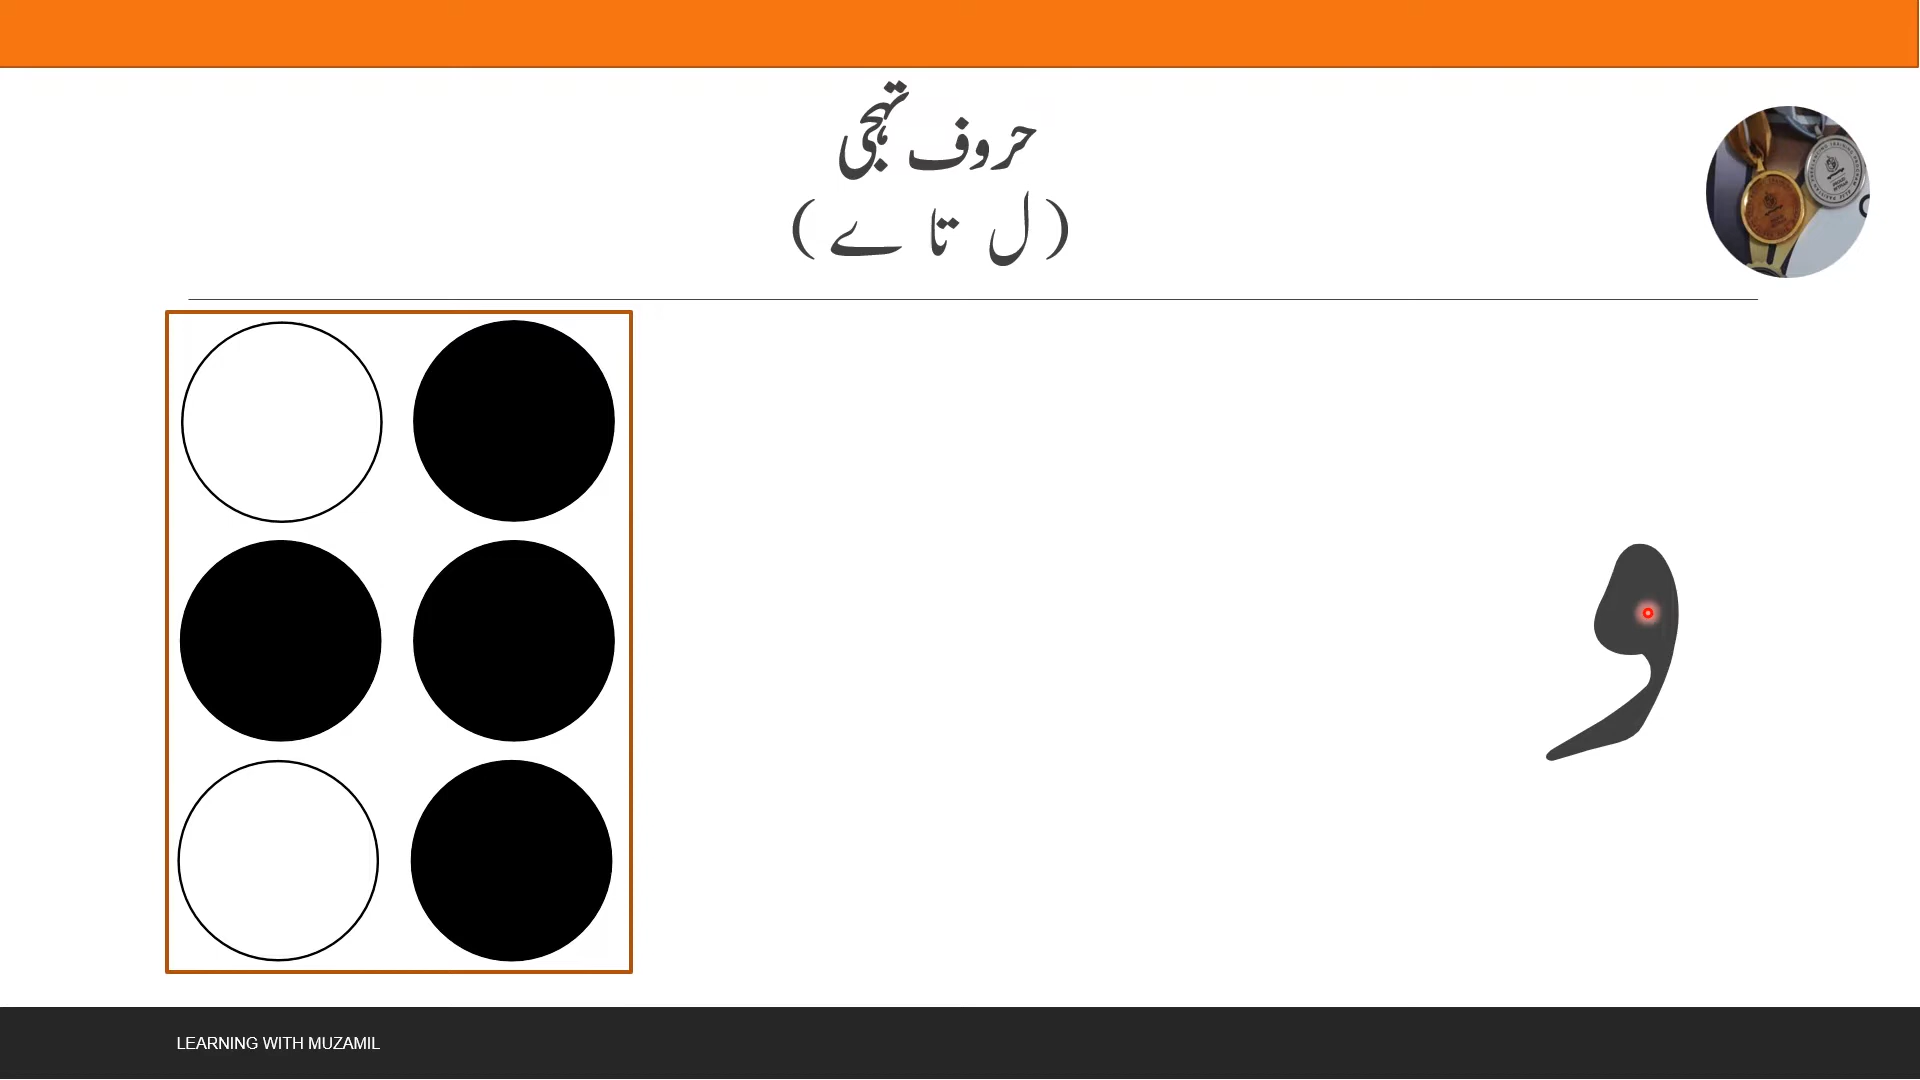 حروف تہجی
(ل تا ے)
و
LEARNING WITH MUZAMIL